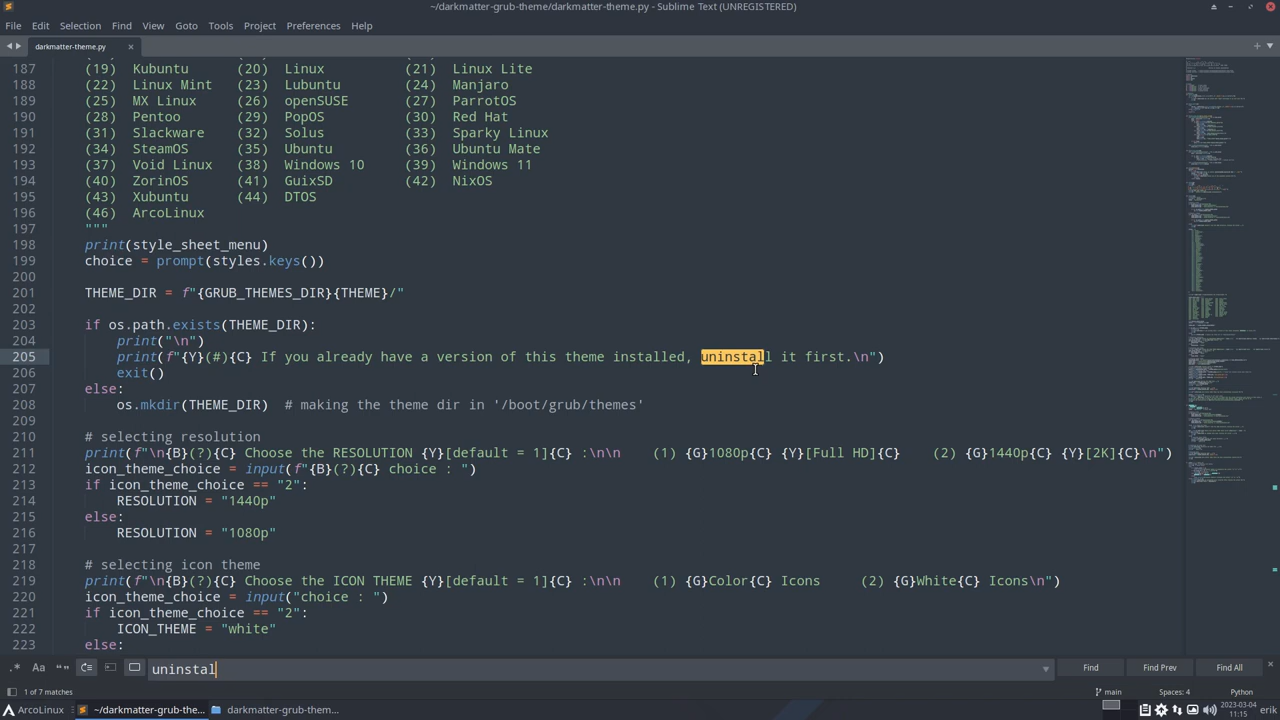 ~/darkmatter-grub-theme/darkmatter-theme.py - Sublime Text (UNREGISTERED)
File Edit Selection Find View Goto Tools Project Preferences Help
darkmatter-theme.py
187 (19) Kubuntu (20) Linux (21) Linux Lite
188 (22) Linux Mint (23) Lubuntu (24) Manjaro
189 (25) MX Linux (26) openSUSE (27) ParrotOS
190 (28) Pentoo (29) PopOS (30) Red Hat
191 (31) Slackware (32) Solus (33) Sparky Linux
192 (34) SteamOS (35) Ubuntu (36) Ubuntu Mate
193 (37) Void Linux (38) Windows 10 (39) Windows 11
194 (40) ZorinOS (41) GuixSD (42) NixOS
195 (43) Xubuntu (44) DTOS
196 (46) ArcoLinux
197 """
198 print(style_sheet_menu)
199 choice = prompt(styles.keys())
200
201 THEME_DIR = f"{GRUB_THEMES_DIR}{THEME}/"
202
203 if os.path.exists(THEME_DIR):
204 print("\n")
205 print(f"{Y}(#){C} If you already have a version of this theme installed, uninstall it first.\n")
206 exit()
207 else:
208 os.mkdir(THEME_DIR) # making the theme dir in '/boot/grub/themes'
209
210 # selecting resolution
211 print(f"\n{B}(?){C} Choose the RESOLUTION {Y}[default = 1]{C} :\n\n (1) {G}1080p{C} {Y}[Full HD]{C} (2) {G}1440p{C} {Y}[2K]{C}\n")
212 icon_theme_choice = input(f"{B}(?){C} choice : ")
213 if icon_theme_choice == "2":
214 RESOLUTION = "1440p"
215 else:
216 RESOLUTION = "1080p"
217
218 # selecting icon theme
219 print(f"\n{B}(?){C} Choose the ICON THEME {Y}[default = 1]{C} :\n\n (1) {G}Color{C} Icons (2) {G}White{C} Icons\n")
220 icon_theme_choice = input("choice : ")
221 if icon_theme_choice == "2":
222 ICON_THEME = "white"
223 else:
.* Aa “” uninstal Find Find Prev Find All
1 of 7 matches main Spaces: 4 Python
ArcoLinux ~/darkmatter-grub-the... darkmatter-grub-them... 2023-03-04 11:15 erik